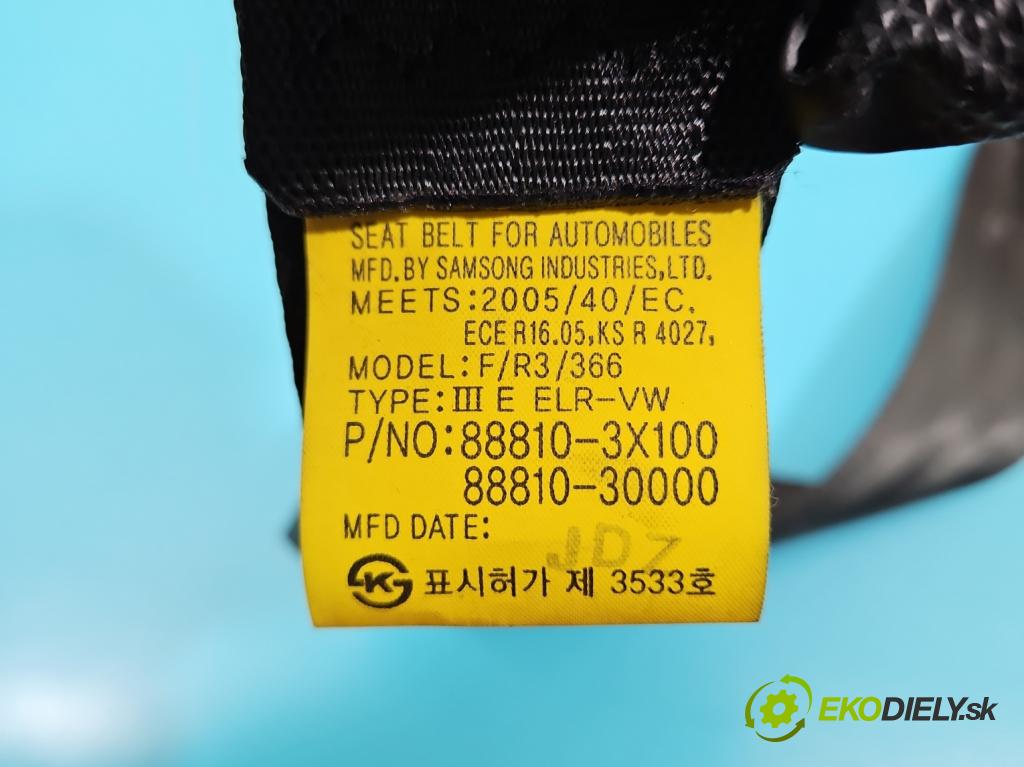 SEAT BELT FOR AUTOMOBILES
MFD.BY SAMSONG INDUSTRIES,LTD.
MEETS:2005/40/EC.
ECE R16.05,KS R 4027,
MODEL:F/R3/366
TYPE:III E ELR-VW
P/NO:88810-3X100
88810-30000
MFD DATE:
JD7
K 표시허가 제 3533호
EKODIELY.sk